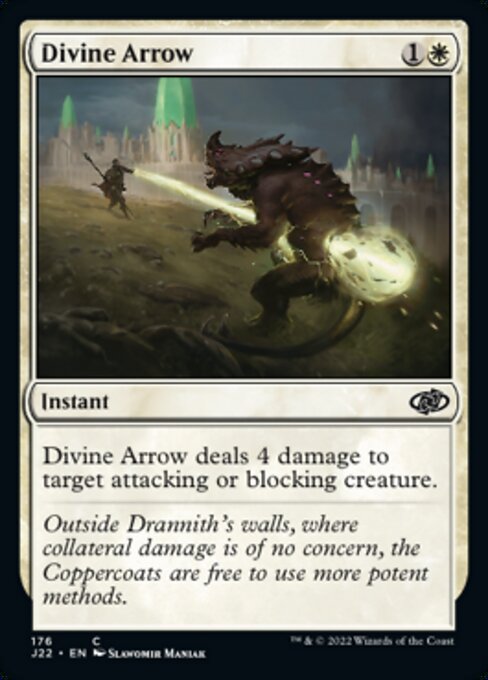 Divine Arrow 1
Instant
Divine Arrow deals 4 damage to
target attacking or blocking creature.
Outside Drannith's walls, where
collateral damage is of no concern, the
Coppercoats are free to use more potent
methods.
176 C ™ & © 2022 Wizards of the Coast
J22 • EN Slawomir Maniak